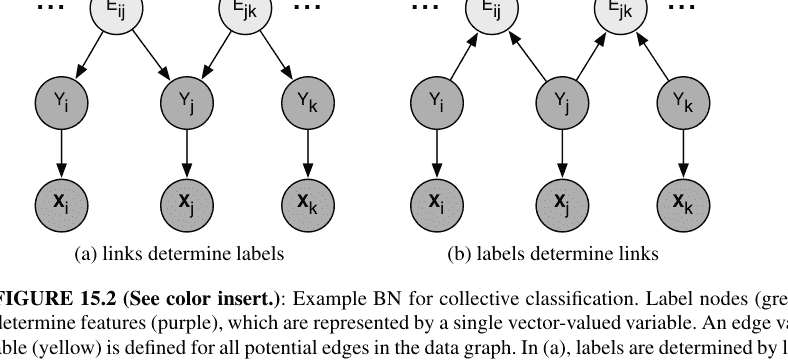 ... E_ij E_jk ... ... E_ij E_jk ...
Y_i Y_j Y_k Y_i Y_j Y_k
X_i X_j X_k X_i X_j X_k
(a) links determine labels (b) labels determine links
FIGURE 15.2 (See color insert.): Example BN for collective classification. Label nodes (gre
determine features (purple), which are represented by a single vector-valued variable. An edge va
able (yellow) is defined for all potential edges in the data graph. In (a), labels are determined by l